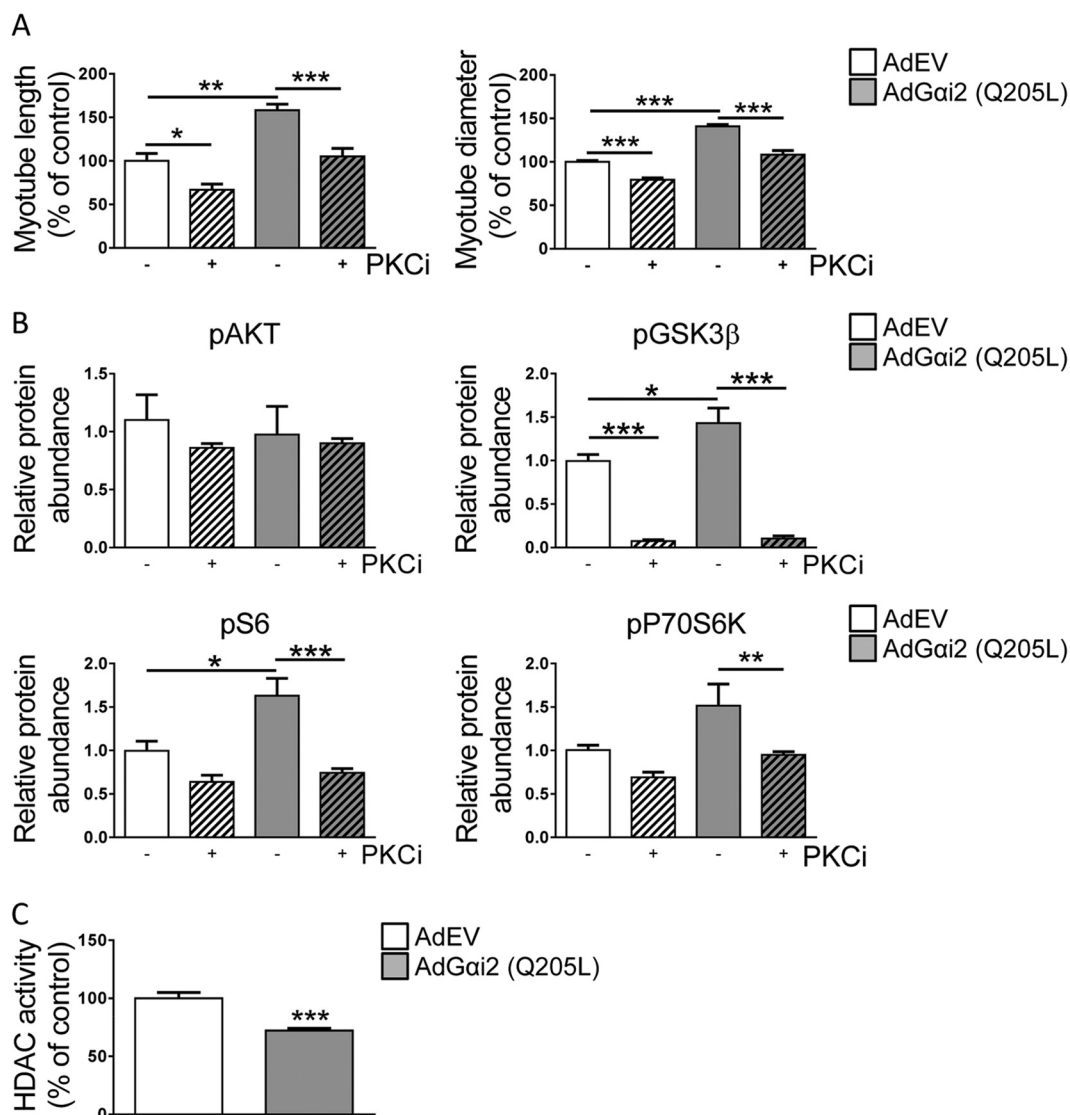 A
Myotube length
(% of control)
200
150
100
50
0
**
***
*
- + - + PKCi
Myotube diameter
(% of control)
200
150
100
50
0
***
***
***
- + - + PKCi
AdEV
AdGαi2 (Q205L)
B
pAKT
Relative protein
abundance
1.5
1.0
0.5
0.0
- + - + PKCi
pGSK3β
Relative protein
abundance
2.0
1.5
1.0
0.5
0.0
*
***
***
- + - + PKCi
AdEV
AdGαi2 (Q205L)
pS6
Relative protein
abundance
2.0
1.5
1.0
0.5
0.0
*
***
- + - + PKCi
pP70S6K
Relative protein
abundance
2.0
1.5
1.0
0.5
0.0
**
- + - + PKCi
AdEV
AdGαi2 (Q205L)
C
HDAC activity
(% of control)
150
100
50
0
***
AdEV
AdGαi2 (Q205L)